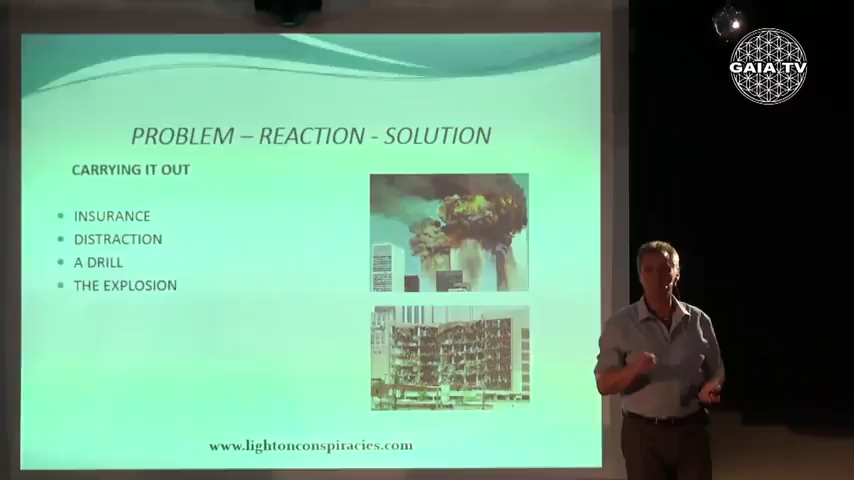 GAIA TV
PROBLEM – REACTION - SOLUTION
CARRYING IT OUT
INSURANCE
DISTRACTION
A DRILL
THE EXPLOSION
www.lightonconspiracies.com